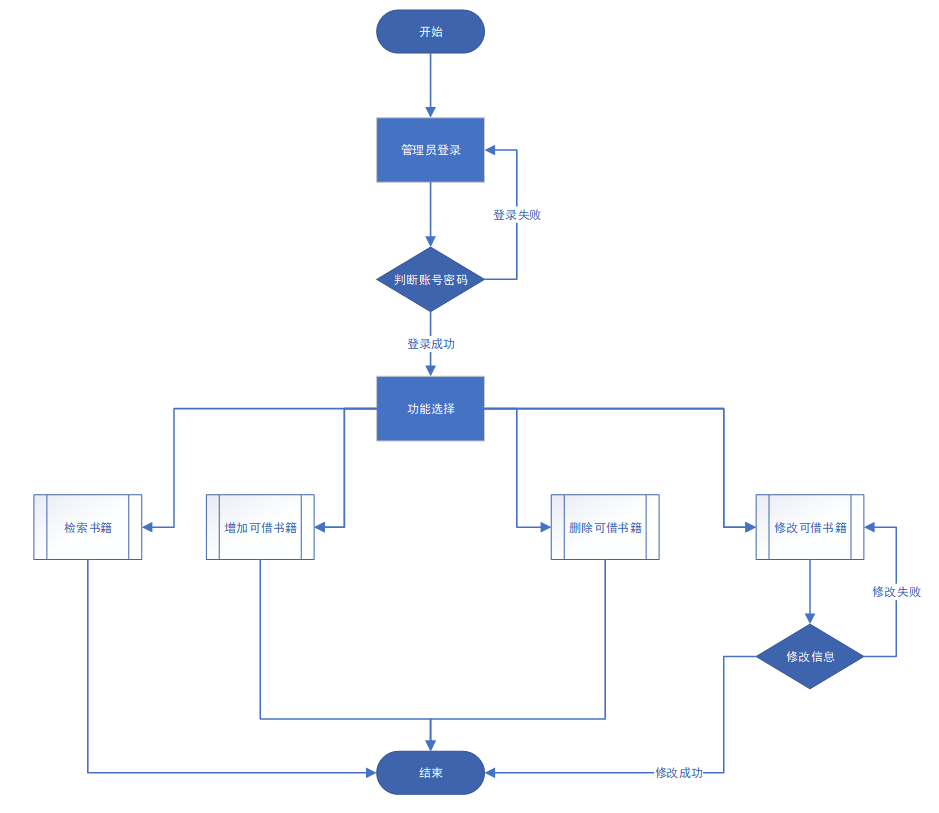 开始
管理员登录
登录失败
判断账号密码
登录成功
功能选择
检索书籍
增加可借书籍
删除可借书籍
修改可借书籍
修改失败
修改信息
结束
修改成功